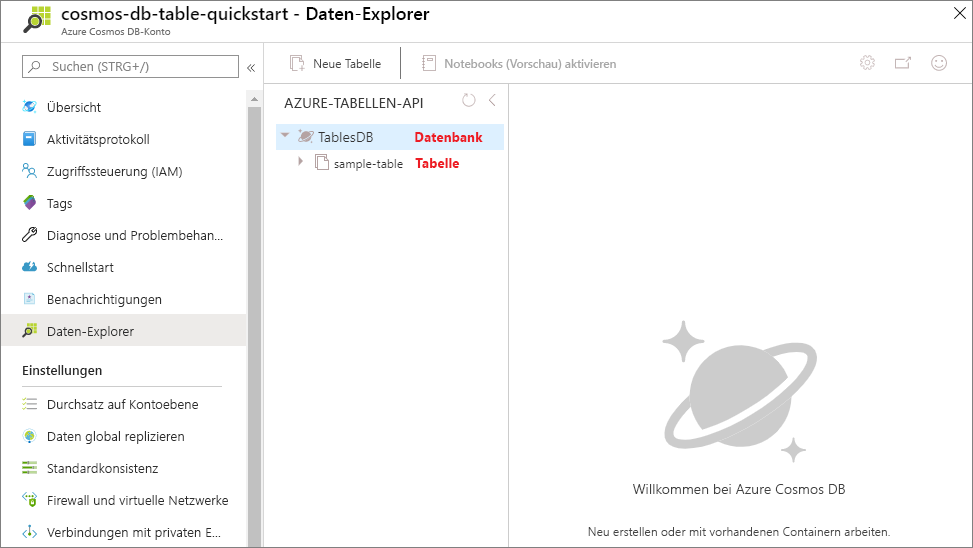 cosmos-db-table-quickstart - Daten-Explorer
Azure Cosmos DB-Konto
Suchen (STRG+/)
«
Übersicht
Aktivitätsprotokoll
Zugriffssteuerung (IAM)
Tags
Diagnose und Problembehan...
Schnellstart
Benachrichtigungen
Daten-Explorer
Einstellungen
Durchsatz auf Kontoebene
Daten global replizieren
Standardkonsistenz
Firewall und virtuelle Netzwerke
Verbindungen mit privaten E...
Neue Tabelle
Notebooks (Vorschau) aktivieren
AZURE-TABELLEN-API
TablesDB Datenbank
sample-table Tabelle
Willkommen bei Azure Cosmos DB
Neu erstellen oder mit vorhandenen Containern arbeiten.